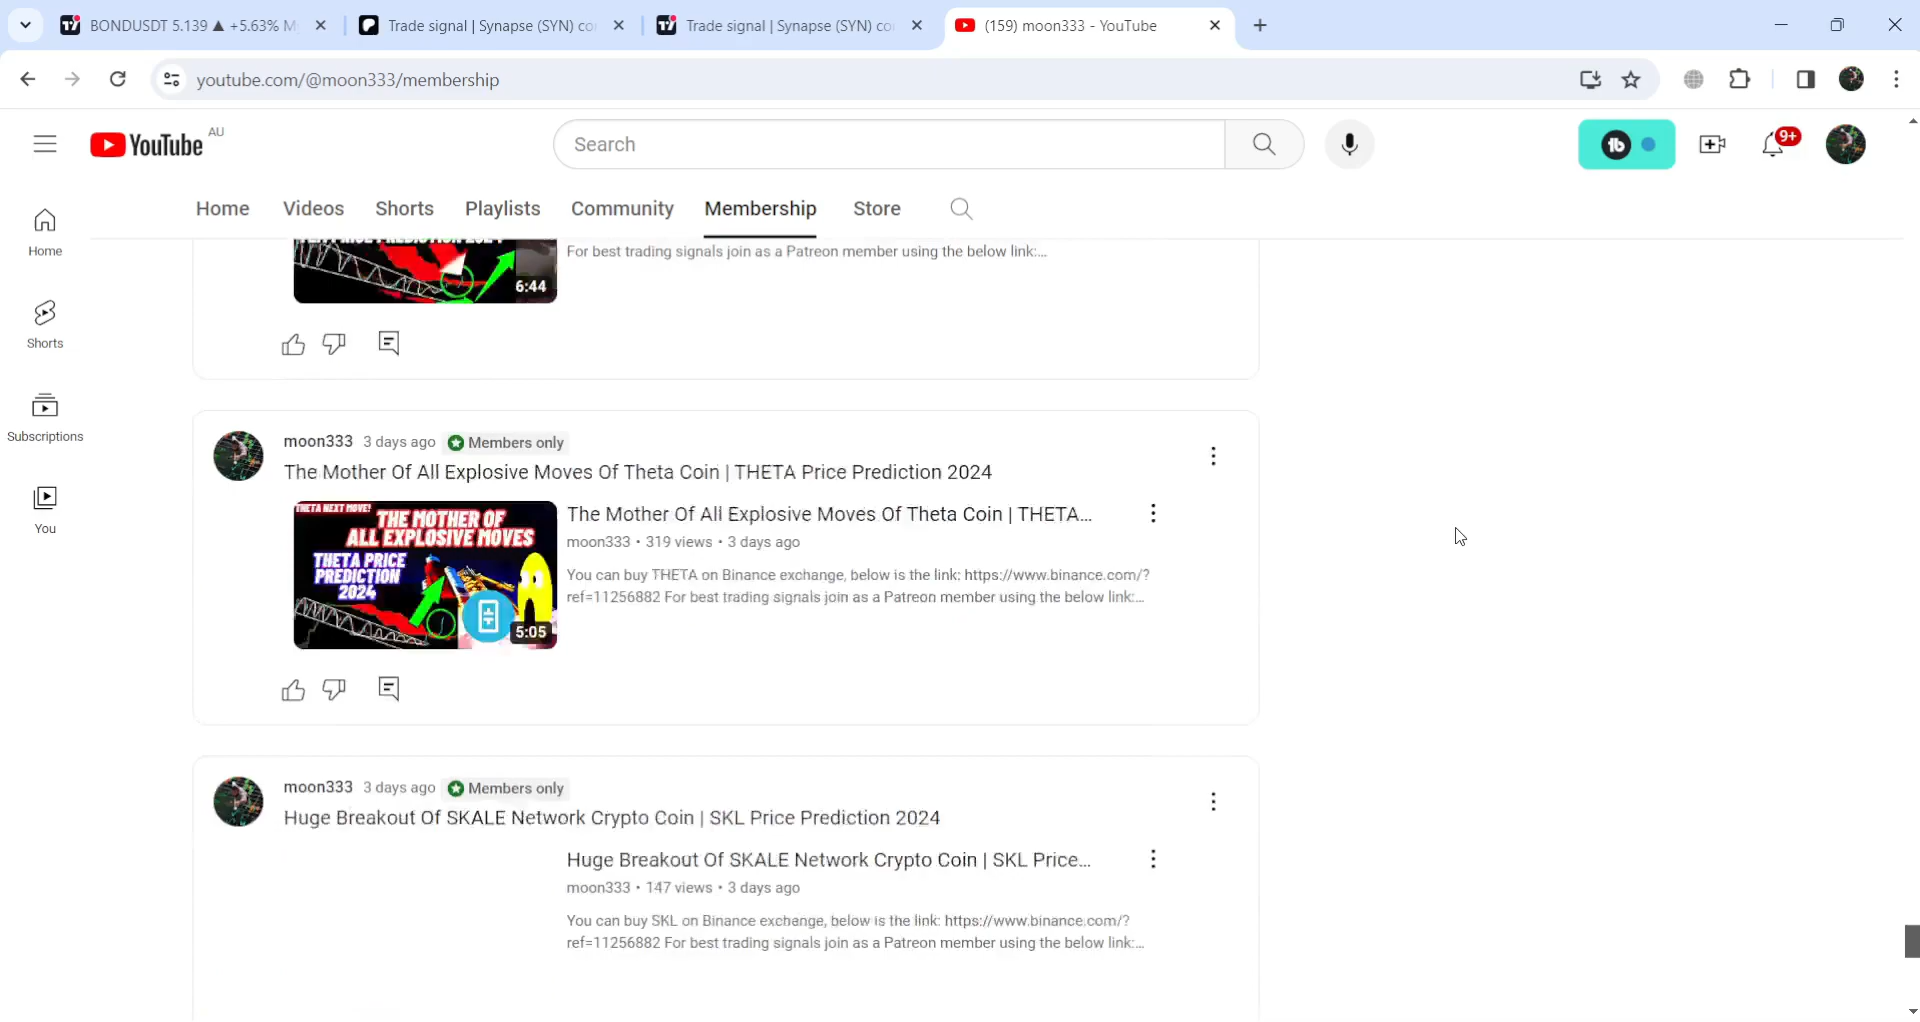 BONDUSDT 5.139 ▲ +5.63% M
Trade signal | Synapse (SYN) co
Trade signal | Synapse (SYN) co
(159) moon333 - YouTube
youtube.com/@moon333/membership
YouTube AU
Search
9+
Home
Videos
Shorts
Playlists
Community
Membership
Store
Home
Shorts
Subscriptions
You
For best trading signals join as a Patreon member using the below link:...
6:44
moon333 3 days ago Members only
The Mother Of All Explosive Moves Of Theta Coin | THETA Price Prediction 2024
THETA NEXT MOVE!
THE MOTHER OF
ALL EXPLOSIVE MOVES
THETA PRICE
PREDICTION
2024
5:05
The Mother Of All Explosive Moves Of Theta Coin | THETA...
moon333 • 319 views • 3 days ago
You can buy THETA on Binance exchange, below is the link: https://www.binance.com/?
ref=11256882 For best trading signals join as a Patreon member using the below link:...
moon333 3 days ago Members only
Huge Breakout Of SKALE Network Crypto Coin | SKL Price Prediction 2024
Huge Breakout Of SKALE Network Crypto Coin | SKL Price...
moon333 • 147 views • 3 days ago
You can buy SKL on Binance exchange, below is the link: https://www.binance.com/?
ref=11256882 For best trading signals join as a Patreon member using the below link:...